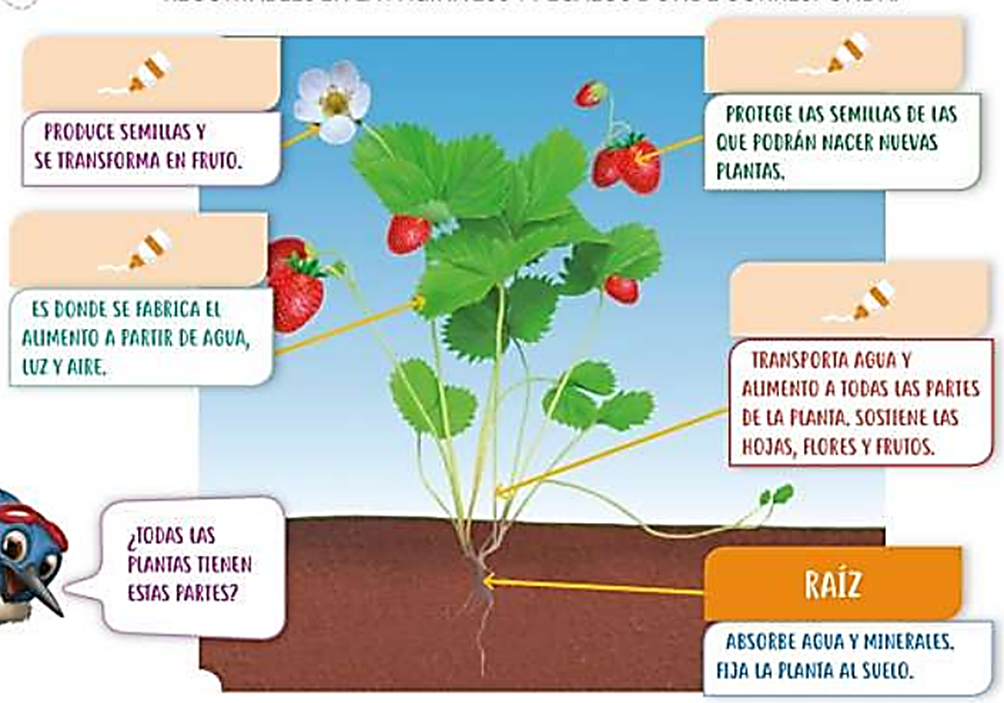 PRODUCE SEMILLAS Y
SE TRANSFORMA EN FRUTO.
PROTEGE LAS SEMILLAS DE LAS
QUE PODRÁN NACER NUEVAS
PLANTAS.
ES DONDE SE FABRICA EL
ALIMENTO A PARTIR DE AGUA,
LUZ Y AIRE.
TRANSPORTA AGUA Y
ALIMENTO A TODAS LAS PARTES
DE LA PLANTA. SOSTIENE LAS
HOJAS, FLORES Y FRUTOS.
¿TODAS LAS
PLANTAS TIENEN
ESTAS PARTES?
RAÍZ
ABSORBE AGUA Y MINERALES.
FIJA LA PLANTA AL SUELO.